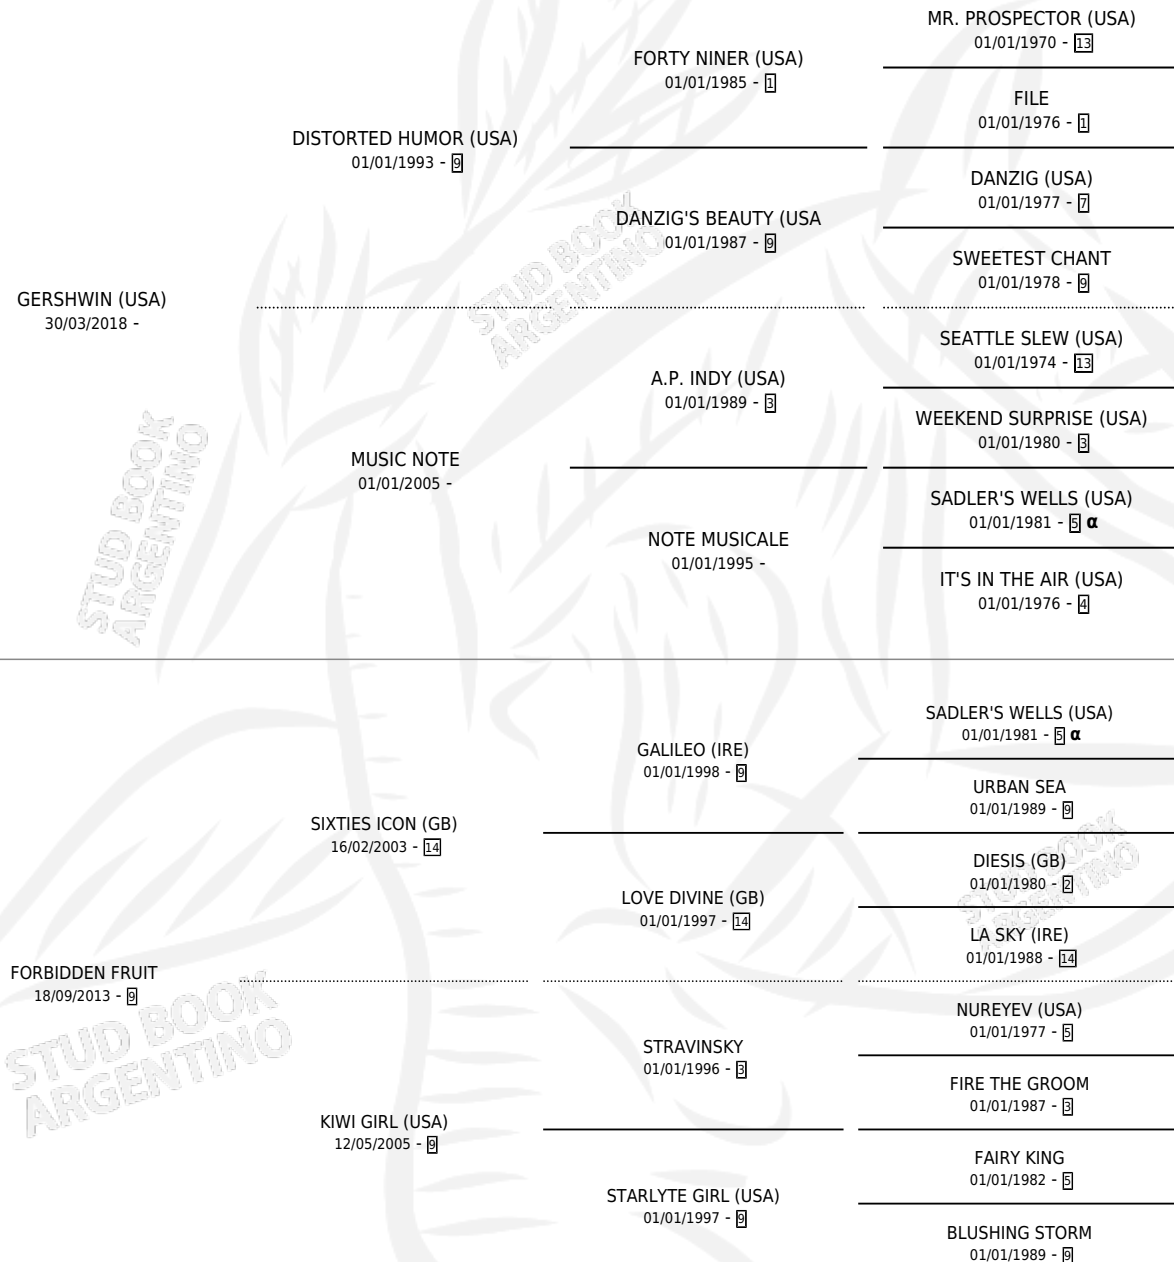 MR. PROSPECTOR (USA)
01/01/1970 - 13
FORTY NINER (USA)
01/01/1985 - 1
FILE
01/01/1976 - 1
DISTORTED HUMOR (USA)
01/01/1993 - 9
DANZIG (USA)
01/01/1977 - 7
DANZIG'S BEAUTY (USA
01/01/1987 - 9
SWEETEST CHANT
01/01/1978 - 9
GERSHWIN (USA)
30/03/2018 -
SEATTLE SLEW (USA)
01/01/1974 - 13
A.P. INDY (USA)
01/01/1989 - 3
WEEKEND SURPRISE (USA)
01/01/1980 - 3
MUSIC NOTE
01/01/2005 -
SADLER'S WELLS (USA)
01/01/1981 - 5 α
NOTE MUSICALE
01/01/1995 -
IT'S IN THE AIR (USA)
01/01/1976 - 4
SADLER'S WELLS (USA)
01/01/1981 - 5 α
GALILEO (IRE)
01/01/1998 - 9
URBAN SEA
01/01/1989 - 9
SIXTIES ICON (GB)
16/02/2003 - 14
DIESIS (GB)
01/01/1980 - 2
LOVE DIVINE (GB)
01/01/1997 - 14
LA SKY (IRE)
01/01/1988 - 14
FORBIDDEN FRUIT
18/09/2013 - 9
NUREYEV (USA)
01/01/1977 - 5
STRAVINSKY
01/01/1996 - 3
FIRE THE GROOM
01/01/1987 - 3
KIWI GIRL (USA)
12/05/2005 - 9
FAIRY KING
01/01/1982 - 5
STARLYTE GIRL (USA)
01/01/1997 - 9
BLUSHING STORM
01/01/1989 - 9
STUD BOOK
ARGENTINO
STUD BOOK
ARGENTINO
STUD BOOK
ARGENTINO
STUD BOOK
ARGENTINO